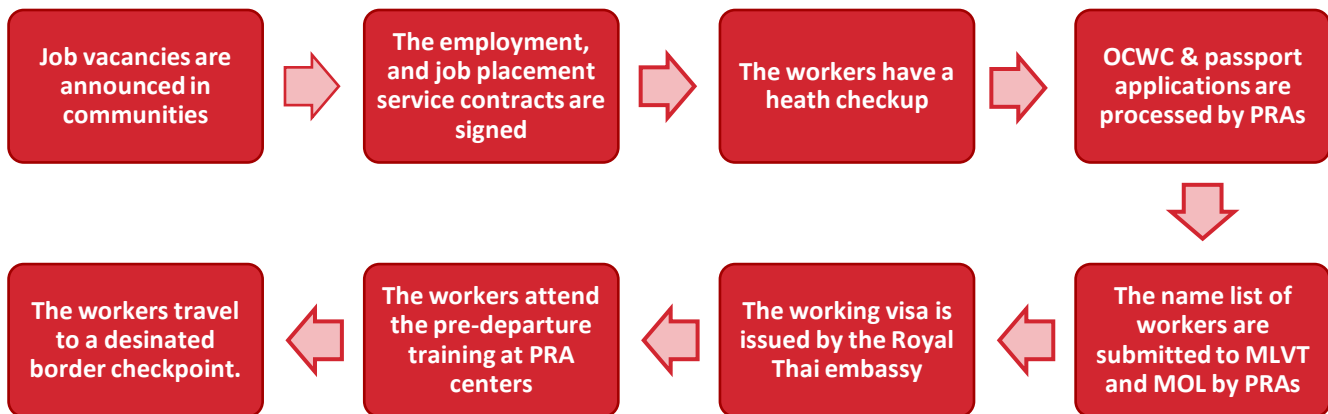 Job vacancies are
announced in
communities
The employment,
and job placement
service contracts are
signed
The workers have a
heath checkup
OCWC & passport
applications are
processed by PRAs
The name list of
workers are
submitted to MLVT
and MOL by PRAs
The working visa is
issued by the Royal
Thai embassy
The workers attend
the pre-departure
training at PRA
centers
The workers travel
to a desinated
border checkpoint.